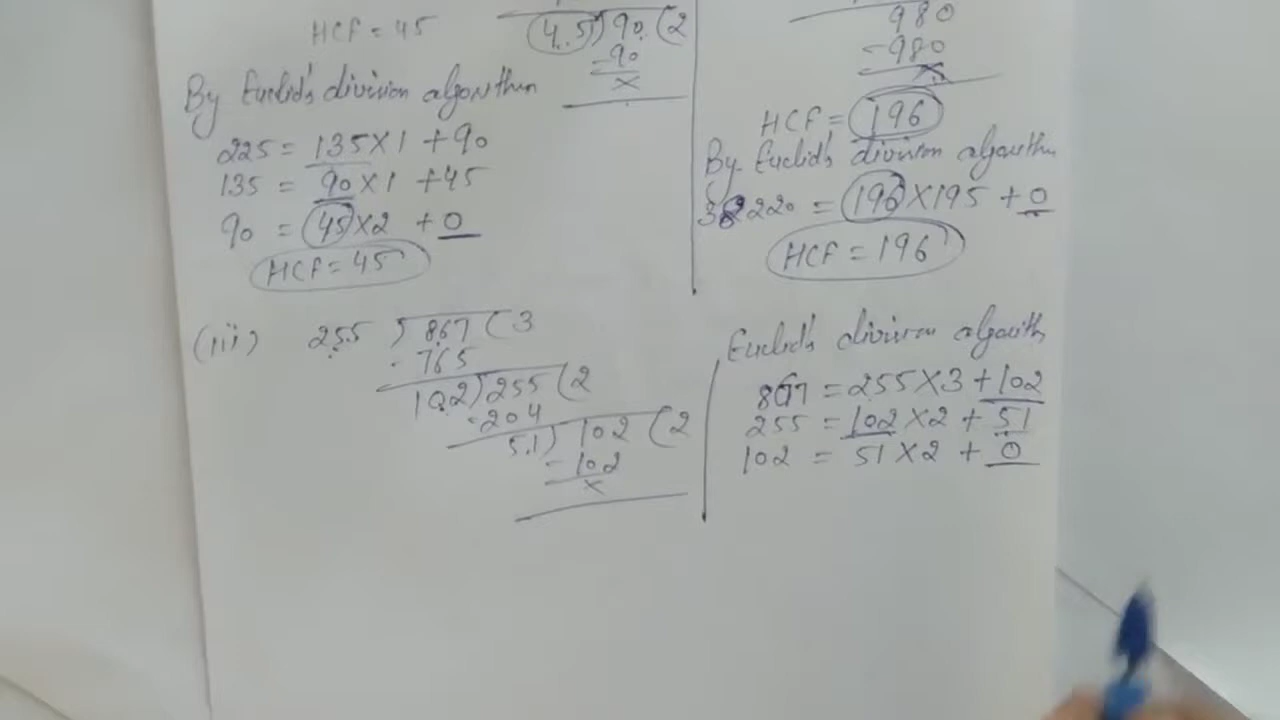 HCF = 45
45) 90 (2
- 90
x
By Euclid's division algorithm
225 = 135 X 1 + 90
135 = 90 X 1 + 45
90 = 45 X 2 + 0
HCF = 45
980
- 980
x
HCF = 196
By Euclid's division algorithm
38220 = 196 X 195 + 0
HCF = 196
(iii) 255 ) 867 ( 3
- 765
102 ) 255 ( 2
- 204
51 ) 102 ( 2
- 102
x
Euclid's division algorith
867 = 255 X 3 + 102
255 = 102 X 2 + 51
102 = 51 X 2 + 0